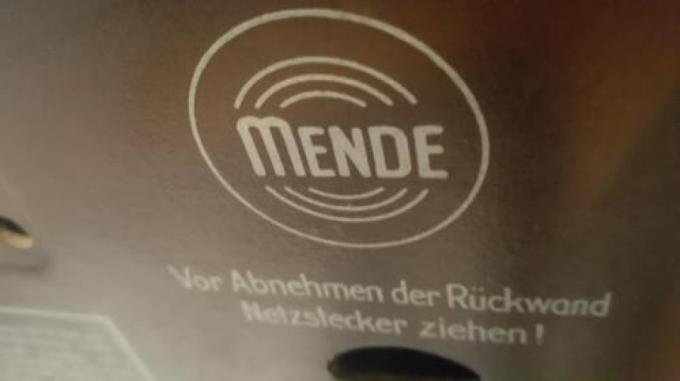 MENDE
Vor Abnehmen der Rückwand
Netzstecker ziehen!